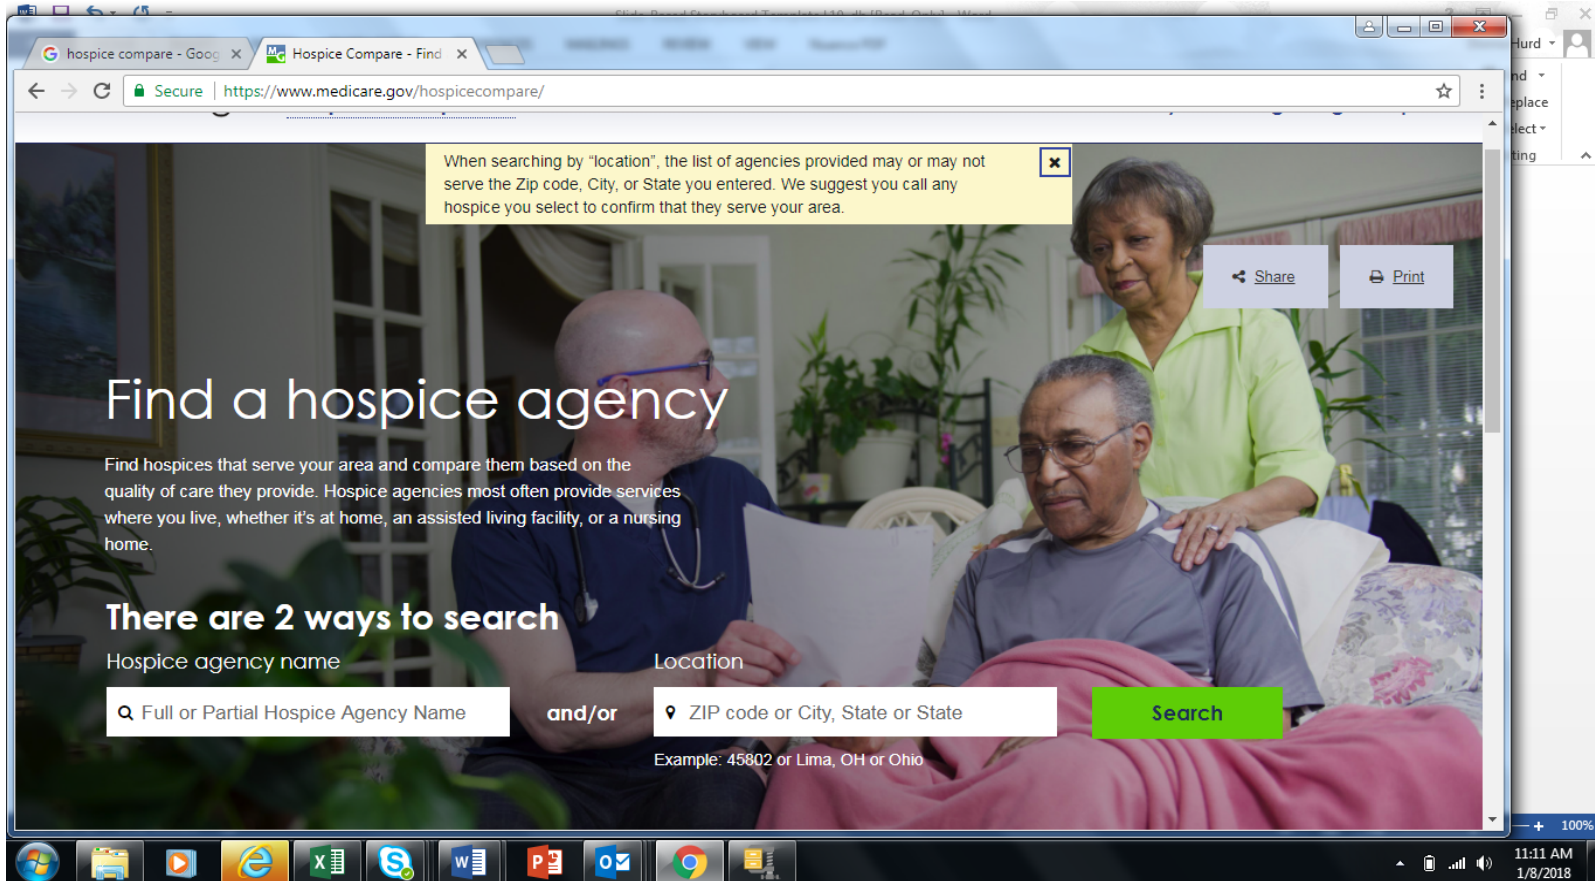 Hurd
hospice compare - Goog
Hospice Compare - Find
Secure
https://www.medicare.gov/hospicecompare/
When searching by “location”, the list of agencies provided may or may not
serve the Zip code, City, or State you entered. We suggest you call any
hospice you select to confirm that they serve your area.
Share
Print
Find a hospice agency
Find hospices that serve your area and compare them based on the
quality of care they provide. Hospice agencies most often provide services
where you live, whether it’s at home, an assisted living facility, or a nursing
home.
There are 2 ways to search
Hospice agency name
Location
Full or Partial Hospice Agency Name
and/or
ZIP code or City, State or State
Search
Example: 45802 or Lima, OH or Ohio
100%
11:11 AM
1/8/2018